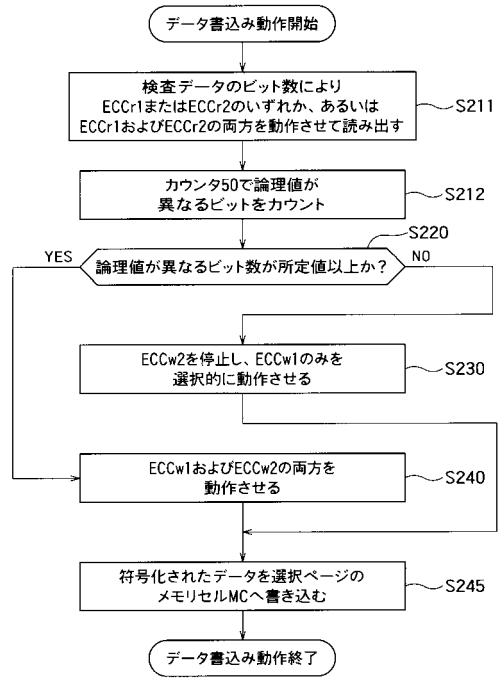 データ書込み動作開始
検査データのビット数により
ECCr1またはECCr2のいずれか、あるいは
ECCr1およびECCr2の両方を動作させて読み出す
S211
カウンタ50で論理値が
異なるビットをカウント
S212
S220
YES
論理値が異なるビット数が所定値以上か?
NO
ECCw2を停止し、ECCw1のみを
選択的に動作させる
S230
ECCw1およびECCw2の両方を
動作させる
S240
符号化されたデータを選択ページの
メモリセルMCへ書き込む
S245
データ書込み動作終了